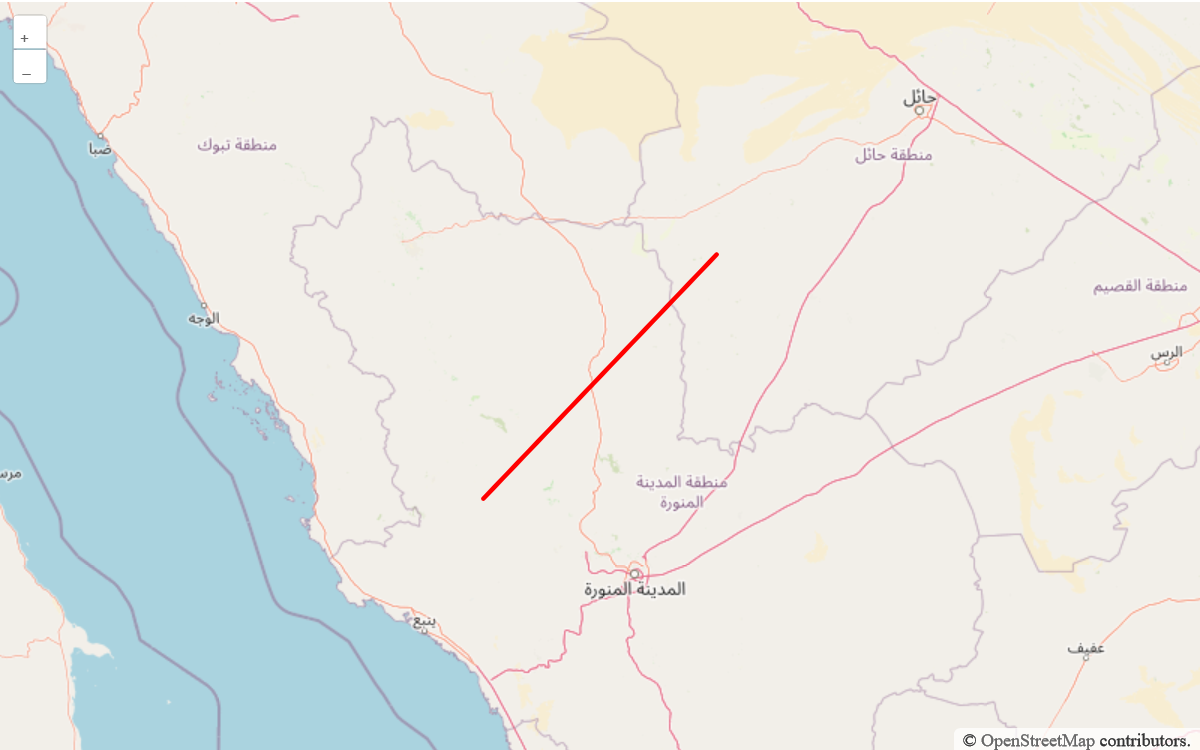 +
–
حائل
ضبا
منطقة تبوك
منطقة حائل
منطقة القصيم
الوجه
الرس
منطقة المدينة
المنورة
المدينة المنورة
ينبع
عفيف
© OpenStreetMap contributors.